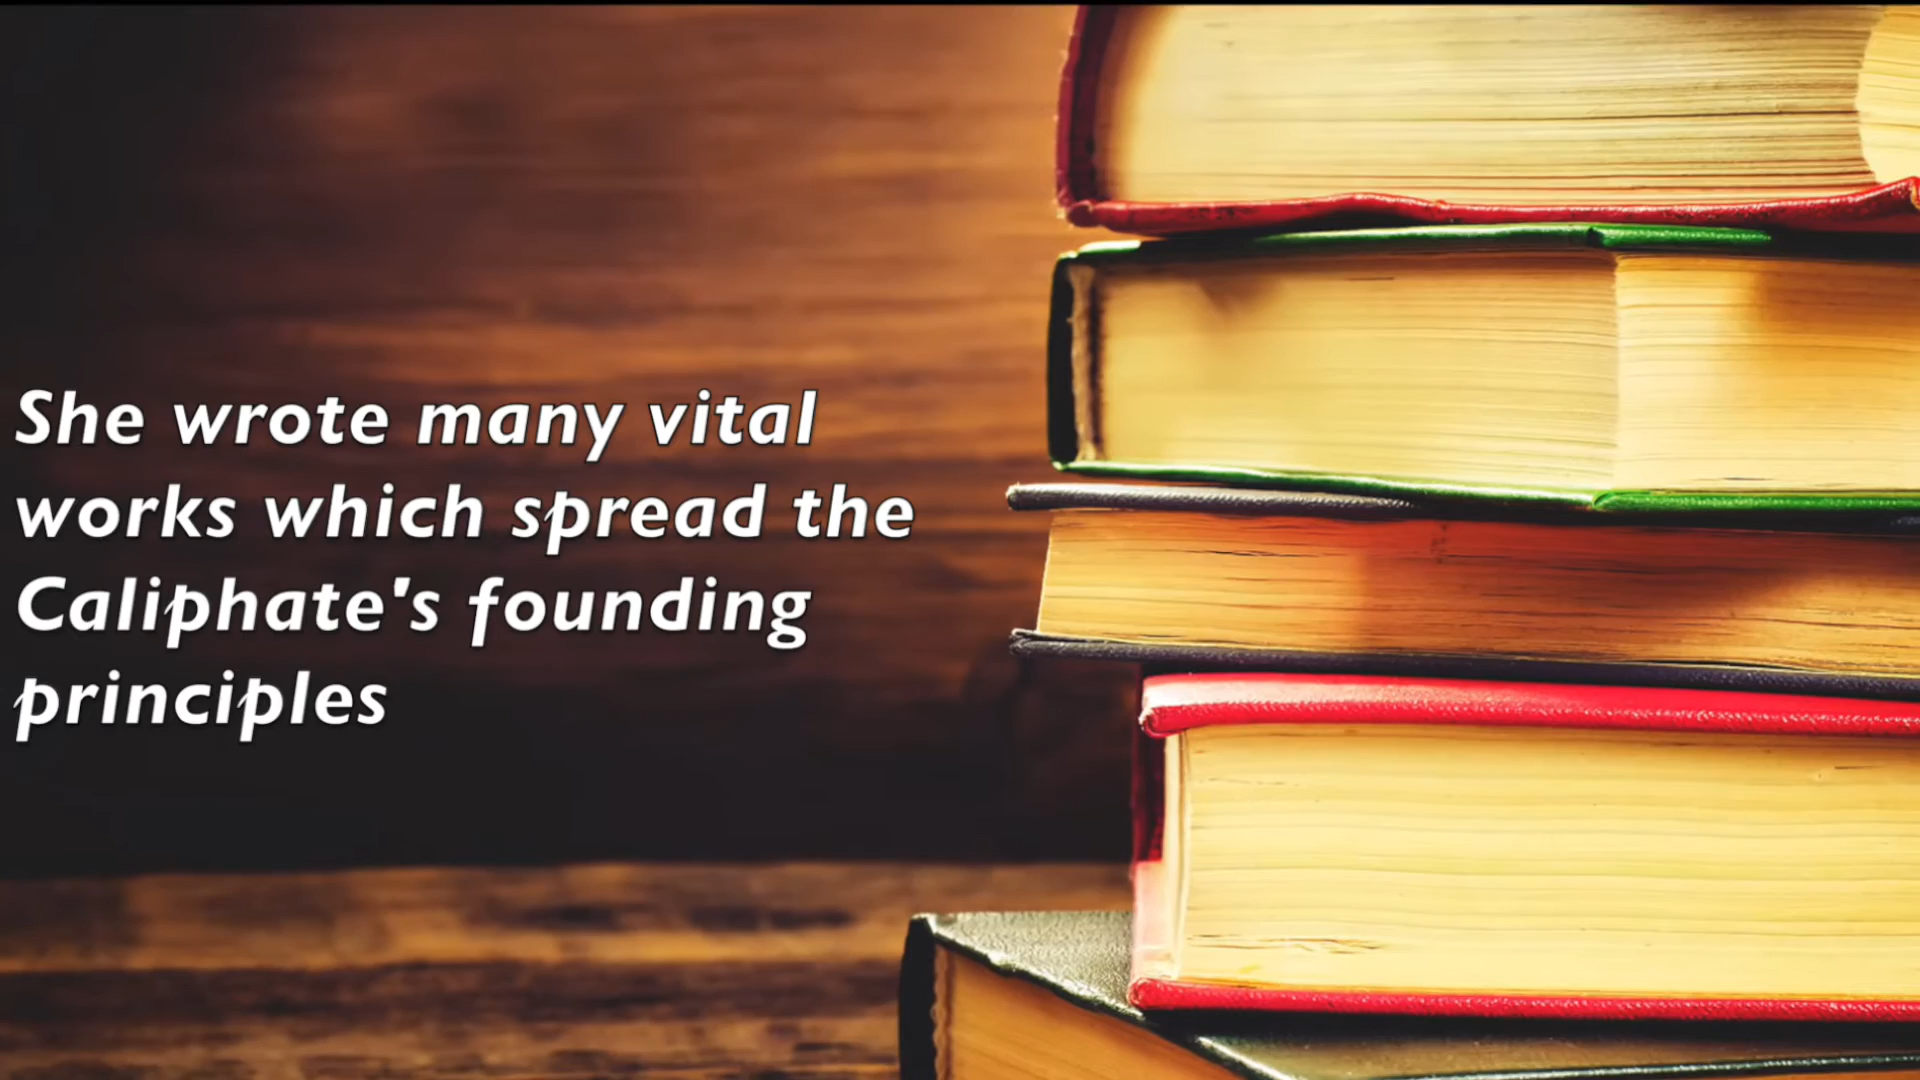 She wrote many vital
works which spread the
Caliphate's founding
principles